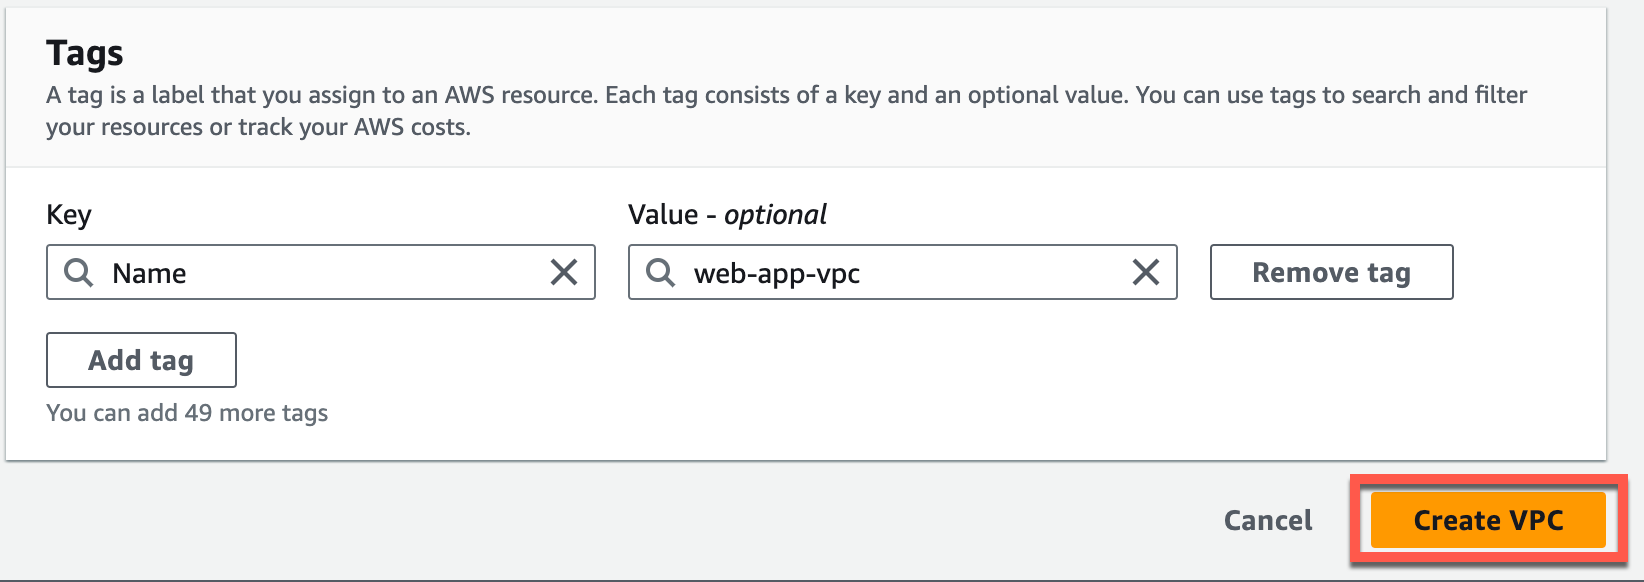 Tags
A tag is a label that you assign to an AWS resource. Each tag consists of a key and an optional value. You can use tags to search and filter
your resources or track your AWS costs.
Key
Value - optional
Name
web-app-vpc
Remove tag
Add tag
You can add 49 more tags
Cancel
Create VPC